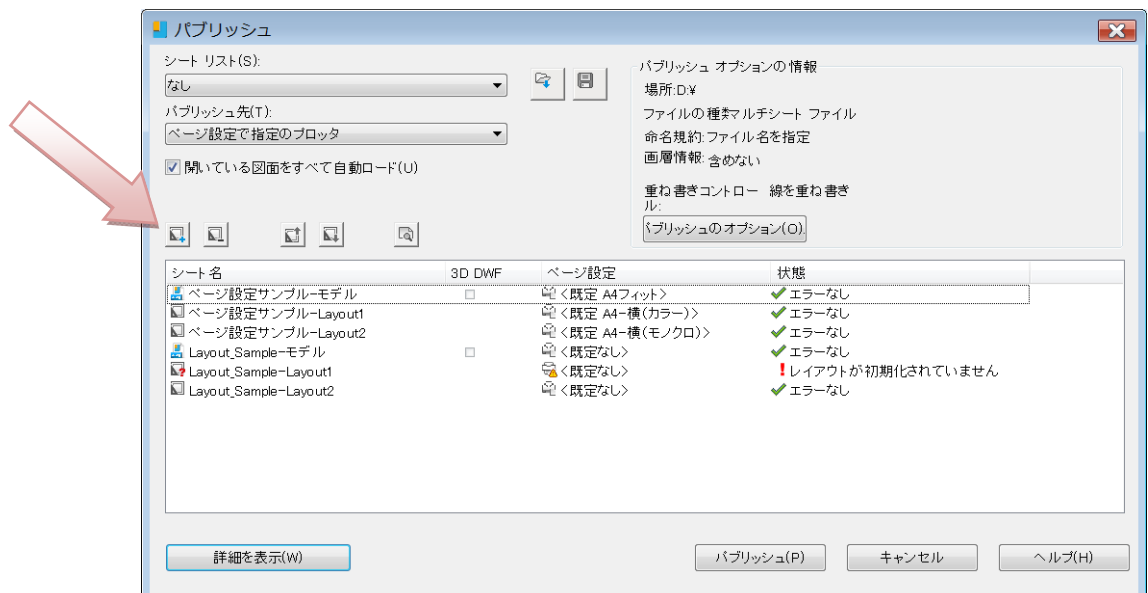 パブリッシュ
シート リスト(S):
なし
パブリッシュ先(T):
ページ設定で指定のプロッタ
開いている図面をすべて自動ロード(U)
パブリッシュ オプションの情報
場所:D:¥
ファイルの種類マルチシート ファイル
命名規約:ファイル名を指定
画層情報: 含めない
重ね書きコントロー 線を重ね書き
ル:
パブリッシュのオプション(O).
シート名 3D DWF ページ設定 状態
ページ設定サンプル-モデル <既定 A4フィット> エラーなし
ページ設定サンプル-Layout1 <既定 A4-横(カラー)> エラーなし
ページ設定サンプル-Layout2 <既定 A4-横(モノクロ)> エラーなし
Layout_Sample-モデル <既定なし> エラーなし
Layout_Sample-Layout1 <既定なし> レイアウトが初期化されていません
Layout_Sample-Layout2 <既定なし> エラーなし
詳細を表示(W) パブリッシュ(P) キャンセル ヘルプ(H)